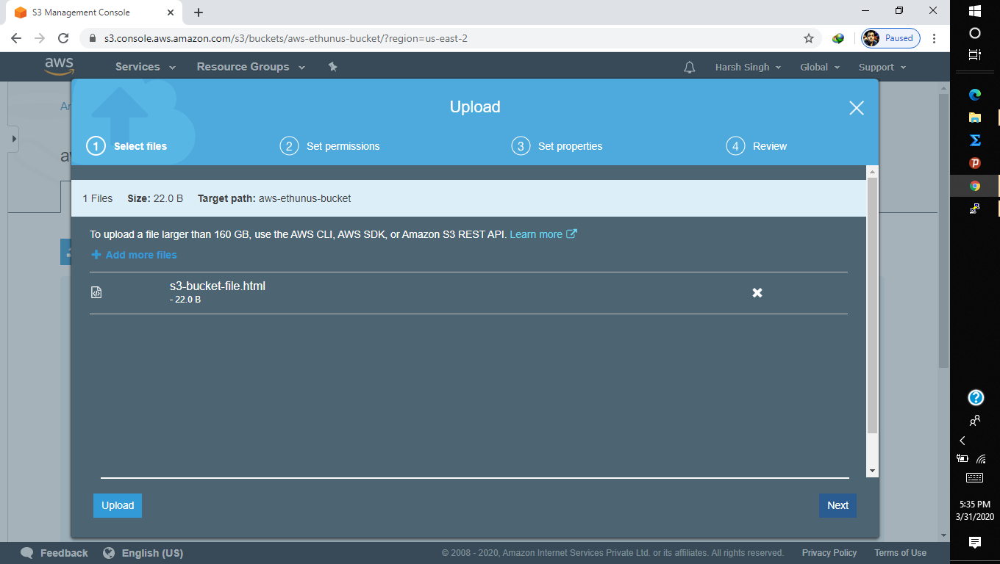 S3 Management Console
s3.console.aws.amazon.com/s3/buckets/aws-ethunus-bucket/?region=us-east-2
Paused
aws
Services
Resource Groups
Harsh Singh
Global
Support
Upload
1 Select files
2 Set permissions
3 Set properties
4 Review
1 Files Size: 22.0 B Target path: aws-ethunus-bucket
To upload a file larger than 160 GB, use the AWS CLI, AWS SDK, or Amazon S3 REST API. Learn more
Add more files
s3-bucket-file.html
- 22.0 B
Upload
Next
Feedback
English (US)
© 2008 - 2020, Amazon Internet Services Private Ltd. or its affiliates. All rights reserved.
Privacy Policy
Terms of Use
5:35 PM
3/31/2020